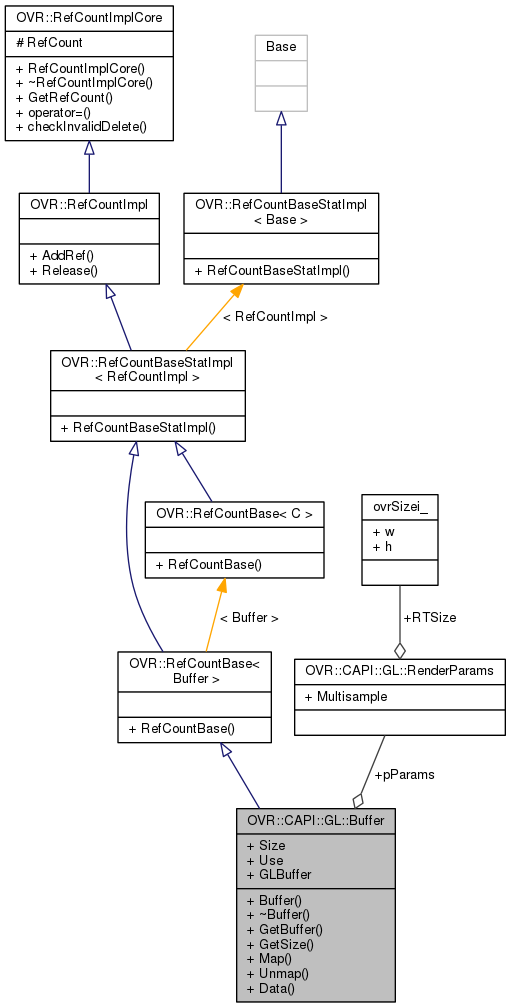 OVR::RefCountImplCore
# RefCount
+ RefCountImplCore()
+ ~RefCountImplCore()
+ GetRefCount()
+ operator=()
+ checkInvalidDelete()
Base
OVR::RefCountImpl
+ AddRef()
+ Release()
OVR::RefCountBaseStatImpl
< Base >
+ RefCountBaseStatImpl()
< RefCountImpl >
OVR::RefCountBaseStatImpl
< RefCountImpl >
+ RefCountBaseStatImpl()
OVR::RefCountBase< C >
+ RefCountBase()
ovrSizei_
+ w
+ h
< Buffer >
+RTSize
OVR::RefCountBase<
Buffer >
+ RefCountBase()
OVR::CAPI::GL::RenderParams
+ Multisample
+pParams
OVR::CAPI::GL::Buffer
+ Size
+ Use
+ GLBuffer
+ Buffer()
+ ~Buffer()
+ GetBuffer()
+ GetSize()
+ Map()
+ Unmap()
+ Data()